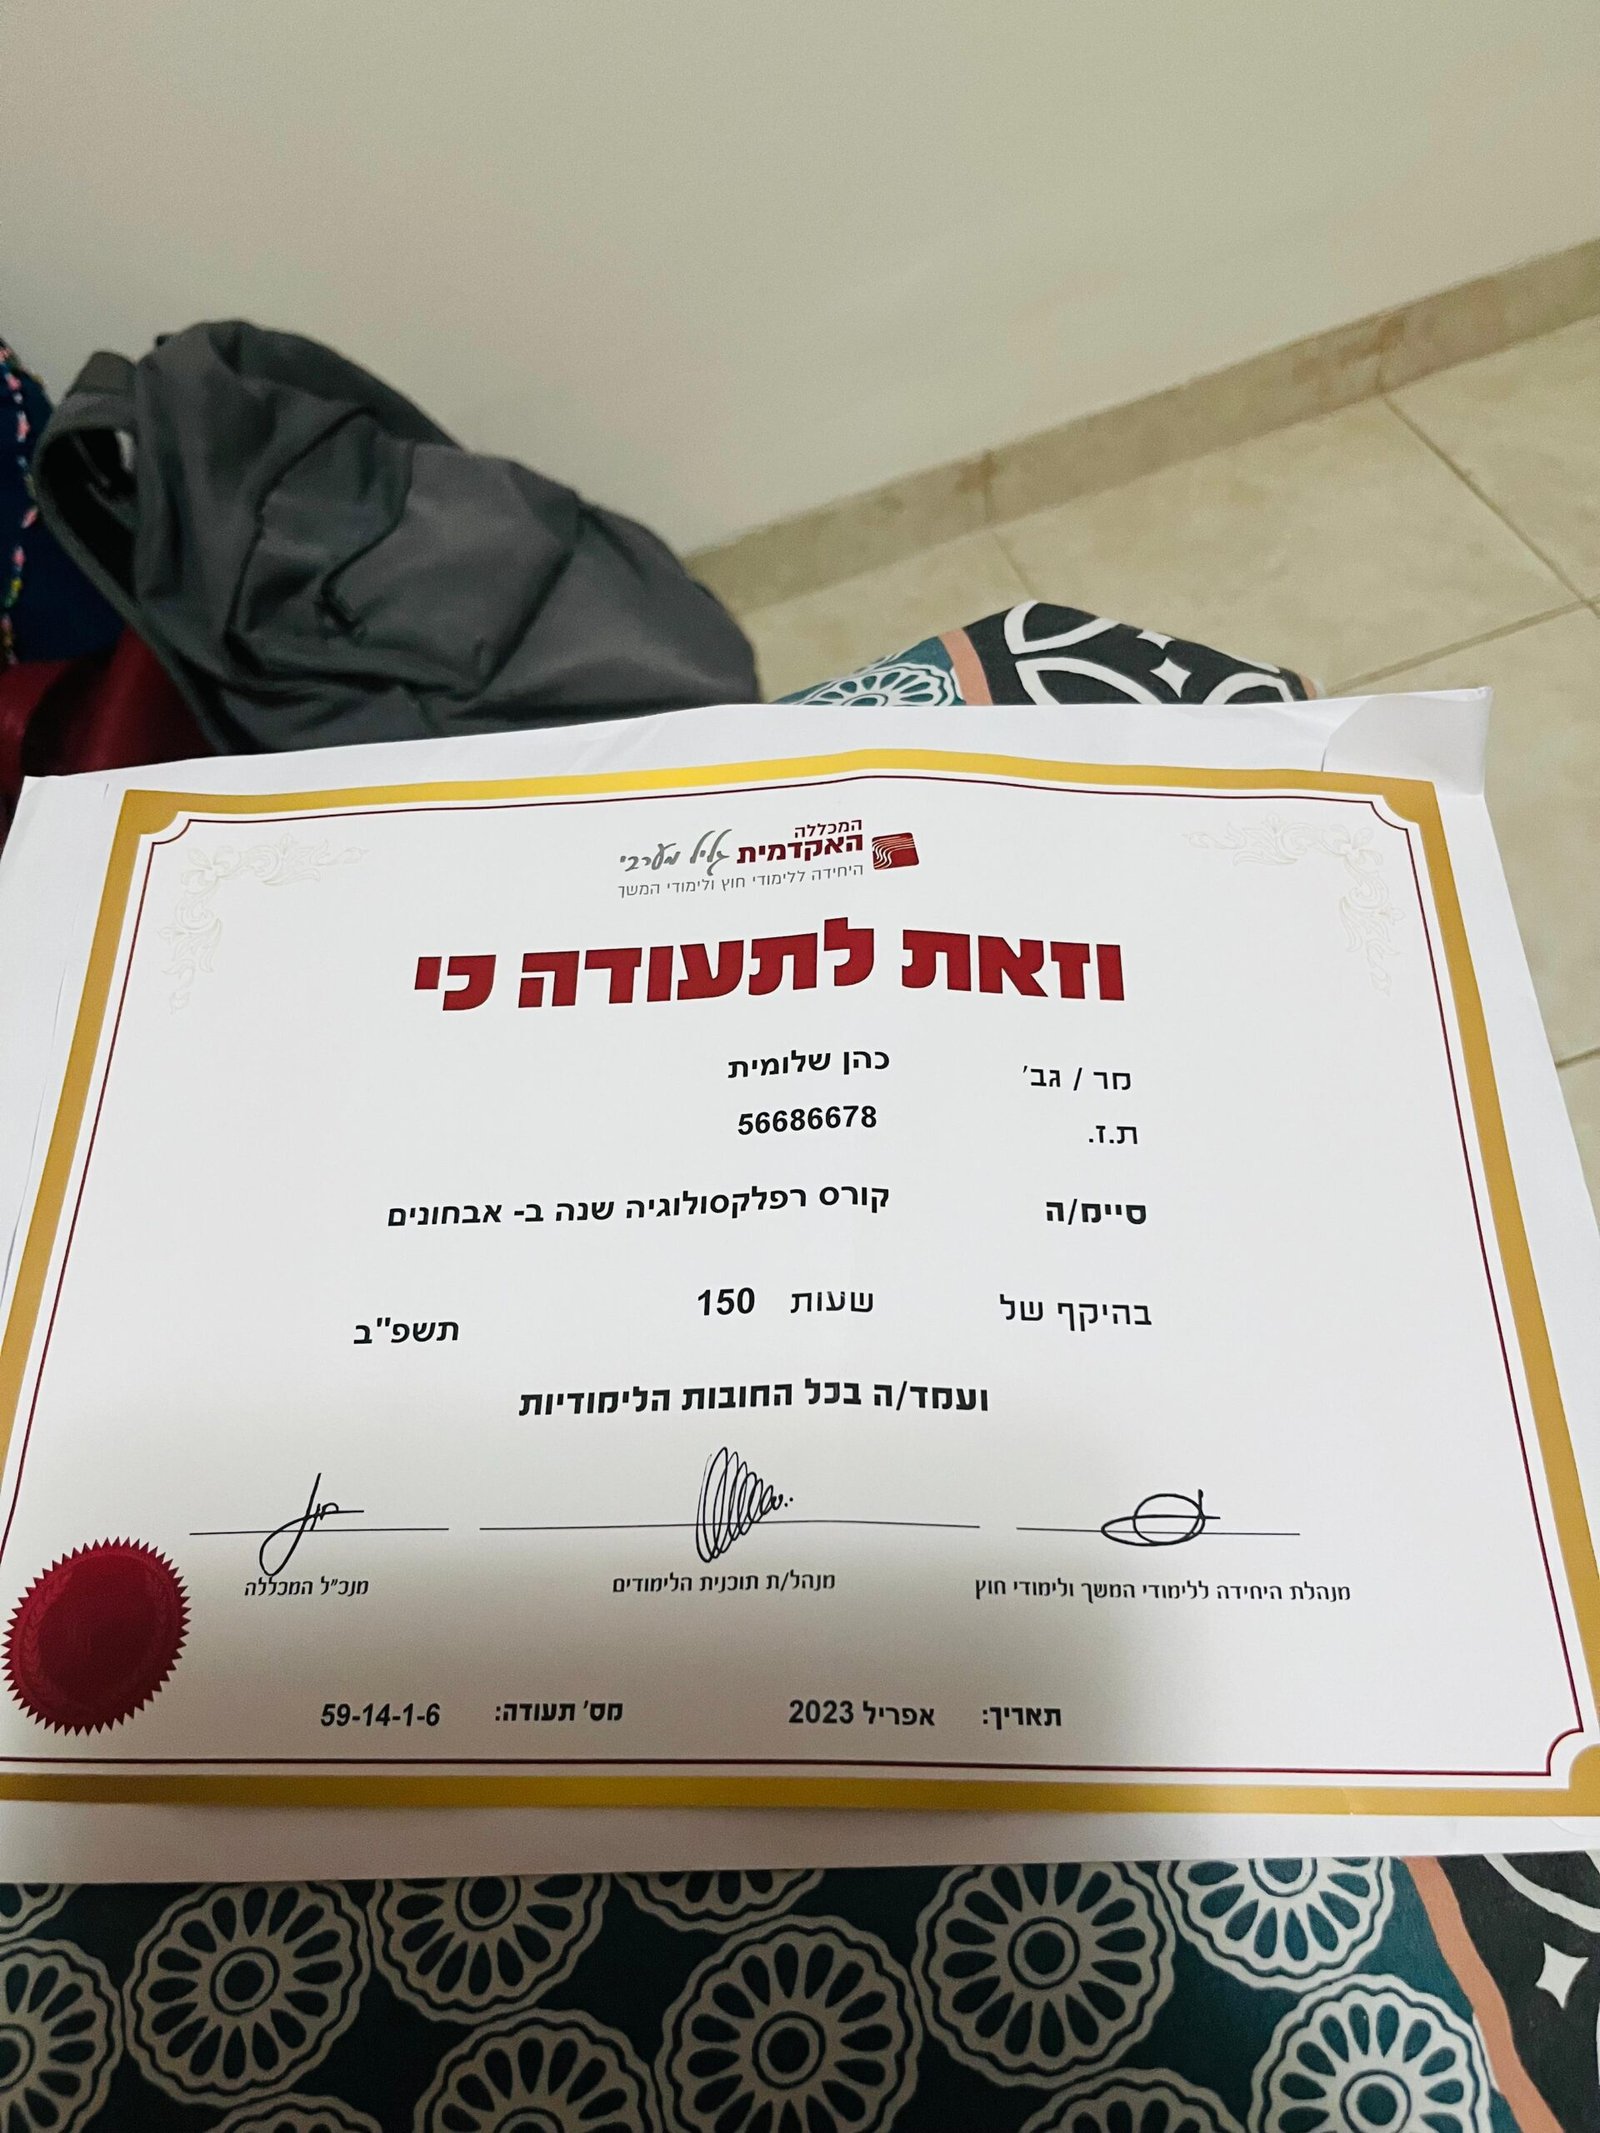 המכללה
האקדמית גליל מערבי
היחידה ללימודי חוץ ולימודי המשך
וזאת לתעודה כי
מר / גב' כהן שלומית
ת.ז. 56686678
סיים/ה קורס רפלקסולוגיה שנה ב- אבחונים
בהיקף של שעות 150 תשפ"ב
ועמד/ה בכל החובות הלימודיות
מנהלת היחידה ללימודי המשך ולימודי חוץ מנהל/ת תוכנית הלימודים מנכ"ל המכללה
תאריך: אפריל 2023 מס' תעודה: 59-14-1-6